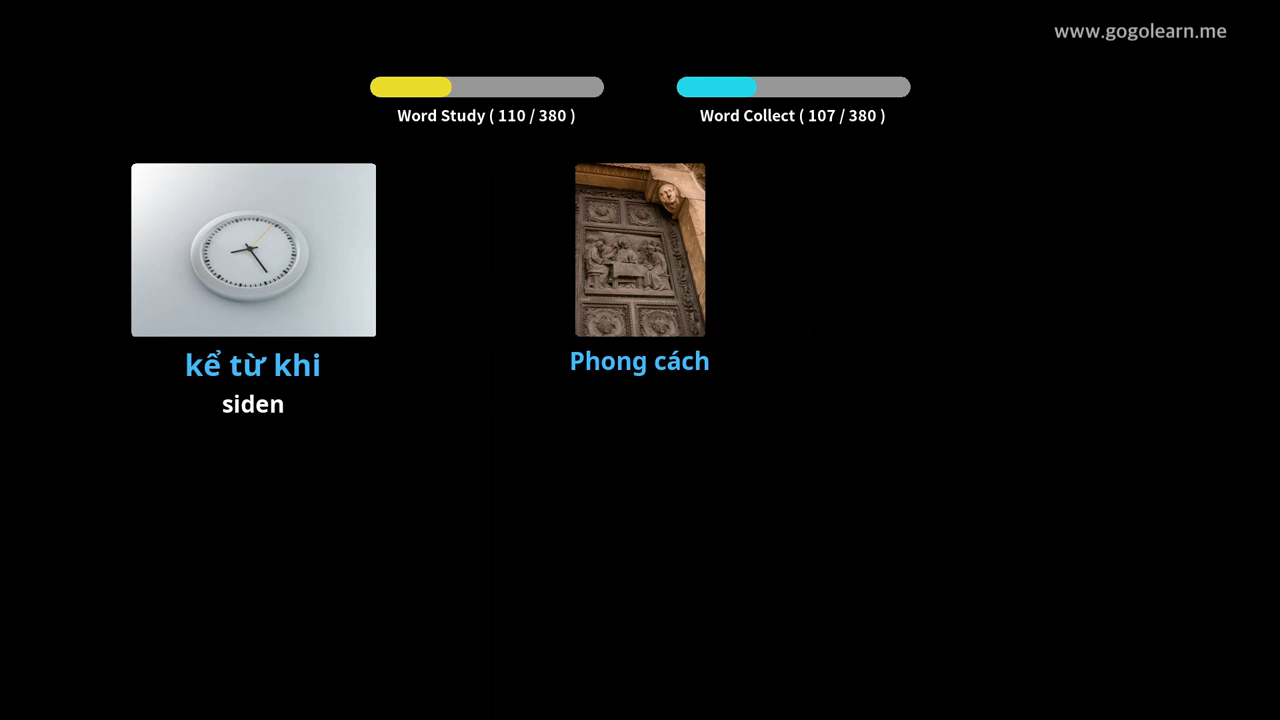 www.gogolearn.me
Word Study ( 110 / 380 )
Word Collect ( 107 / 380 )
kể từ khi
siden
Phong cách